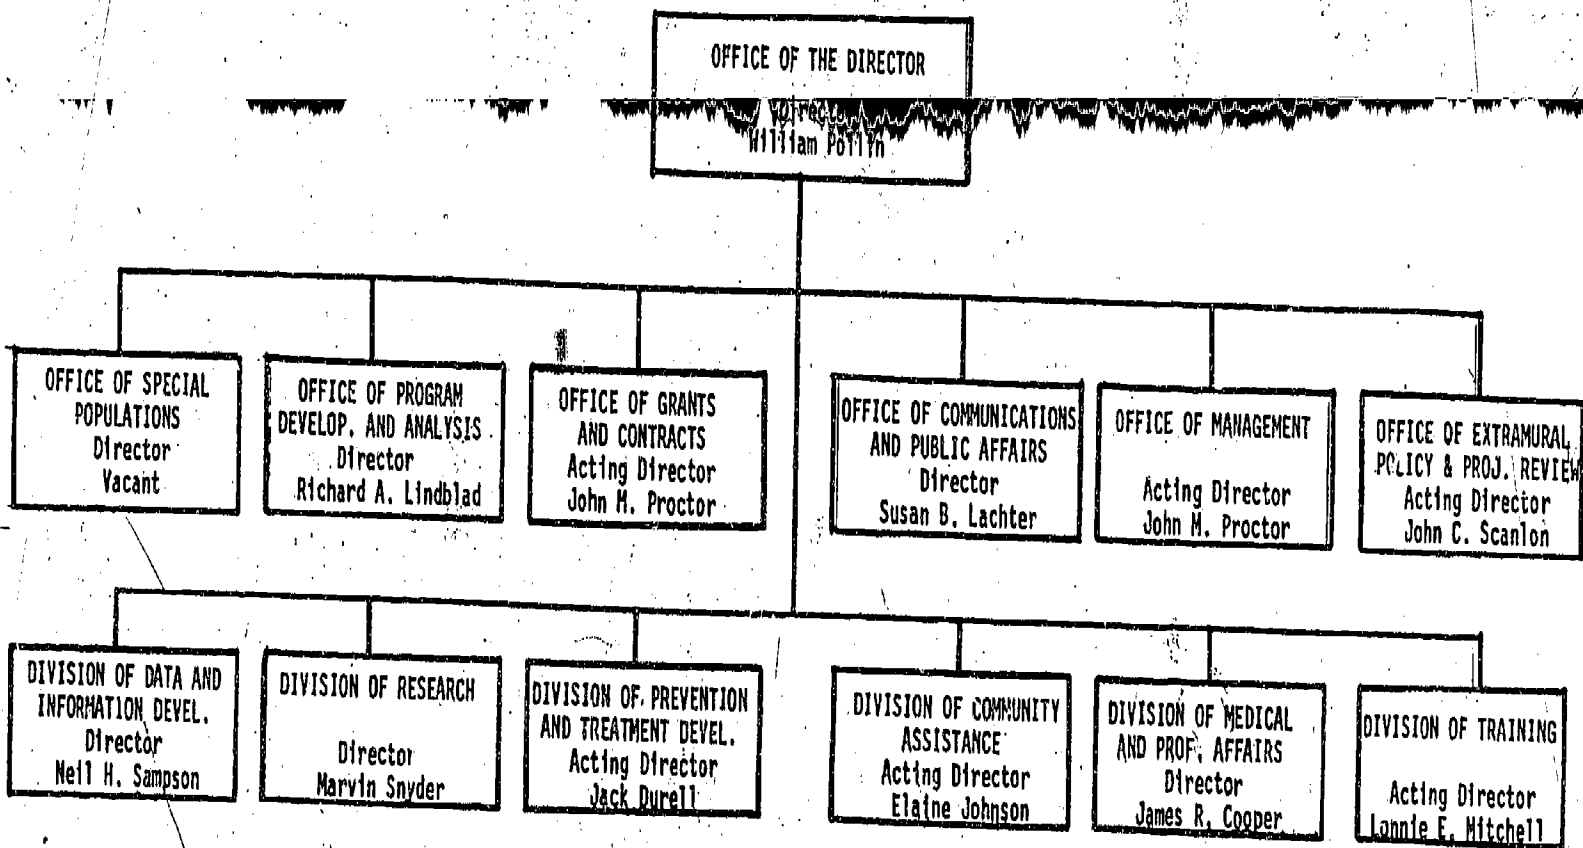 OFFICE OF THE DIRECTOR
Director
William Pollin
OFFICE OF SPECIAL
POPULATIONS
Director
Vacant
OFFICE OF PROGRAM
DEVELOP. AND ANALYSIS
Director
Richard A. Lindblad
OFFICE OF GRANTS
AND CONTRACTS
Acting Director
John M. Proctor
OFFICE OF COMMUNICATIONS
AND PUBLIC AFFAIRS
Director
Susan B. Lachter
OFFICE OF MANAGEMENT
Acting Director
John M. Proctor
OFFICE OF EXTRAMURAL
POLICY & PROJ. REVIEW
Acting Director
John C. Scanlon
DIVISION OF DATA AND
INFORMATION DEVEL.
Director
Neil H. Sampson
DIVISION OF RESEARCH
Director
Marvin Snyder
DIVISION OF PREVENTION
AND TREATMENT DEVEL.
Acting Director
Jack Durell
DIVISION OF COMMUNITY
ASSISTANCE
Acting Director
Elaine Johnson
DIVISION OF MEDICAL
AND PROF. AFFAIRS
Director
James R. Cooper
DIVISION OF TRAINING
Acting Director
Lonnie E. Mitchell